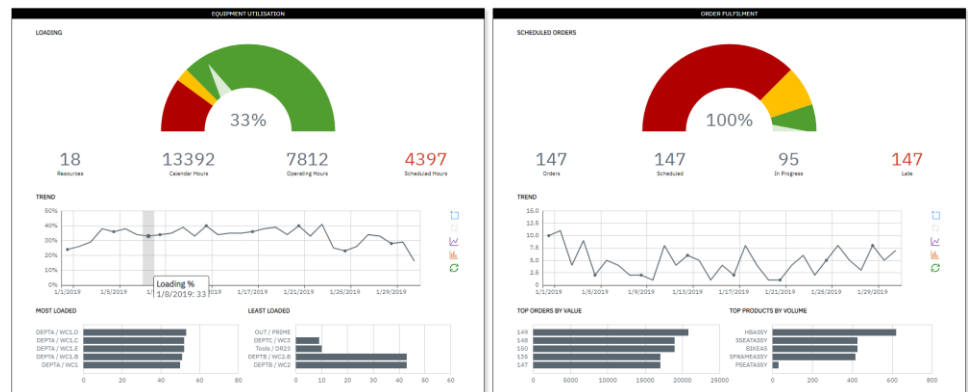 EQUIPMENT UTILISATION
LOADING
33%
18 13392 7812 4397
Resources Calendar Hours Operating Hours Scheduled Hours
TREND
50%
40%
30%
20%
10%
0%
1/1/2019 1/5/2019 1/13/2019 1/17/2019 1/21/2019 1/25/2019 1/29/2019
Loading %
1/8/2019: 33
MOST LOADED
DEPTA / WC1.D
DEPTA / WC1.C
DEPTA / WC1.E
DEPTA / WC1.B
DEPTA / WC1
0 20 40 60 80
LEAST LOADED
OUT / PRIME
DEPTC / WC3
Tools / DR23
DEPTB / WC2.B
DEPTB / WC2
0 10 20 30 40 50 60
ORDER FULFILMENT
SCHEDULED ORDERS
100%
147 147 95 147
Orders Scheduled In Progress Late
TREND
15.0
12.5
10.0
7.5
5.0
2.5
0.0
1/1/2019 1/5/2019 1/9/2019 1/13/2019 1/17/2019 1/21/2019 1/25/2019 1/29/2019
TOP ORDERS BY VALUE
149
148
150
136
147
0 5000 10000 15000 20000 25000
TOP PRODUCTS BY VOLUME
HBASSY
SSEATASSY
BIKEAS
SFRAMEASSY
PSEATASSY
0 200 400 600 800